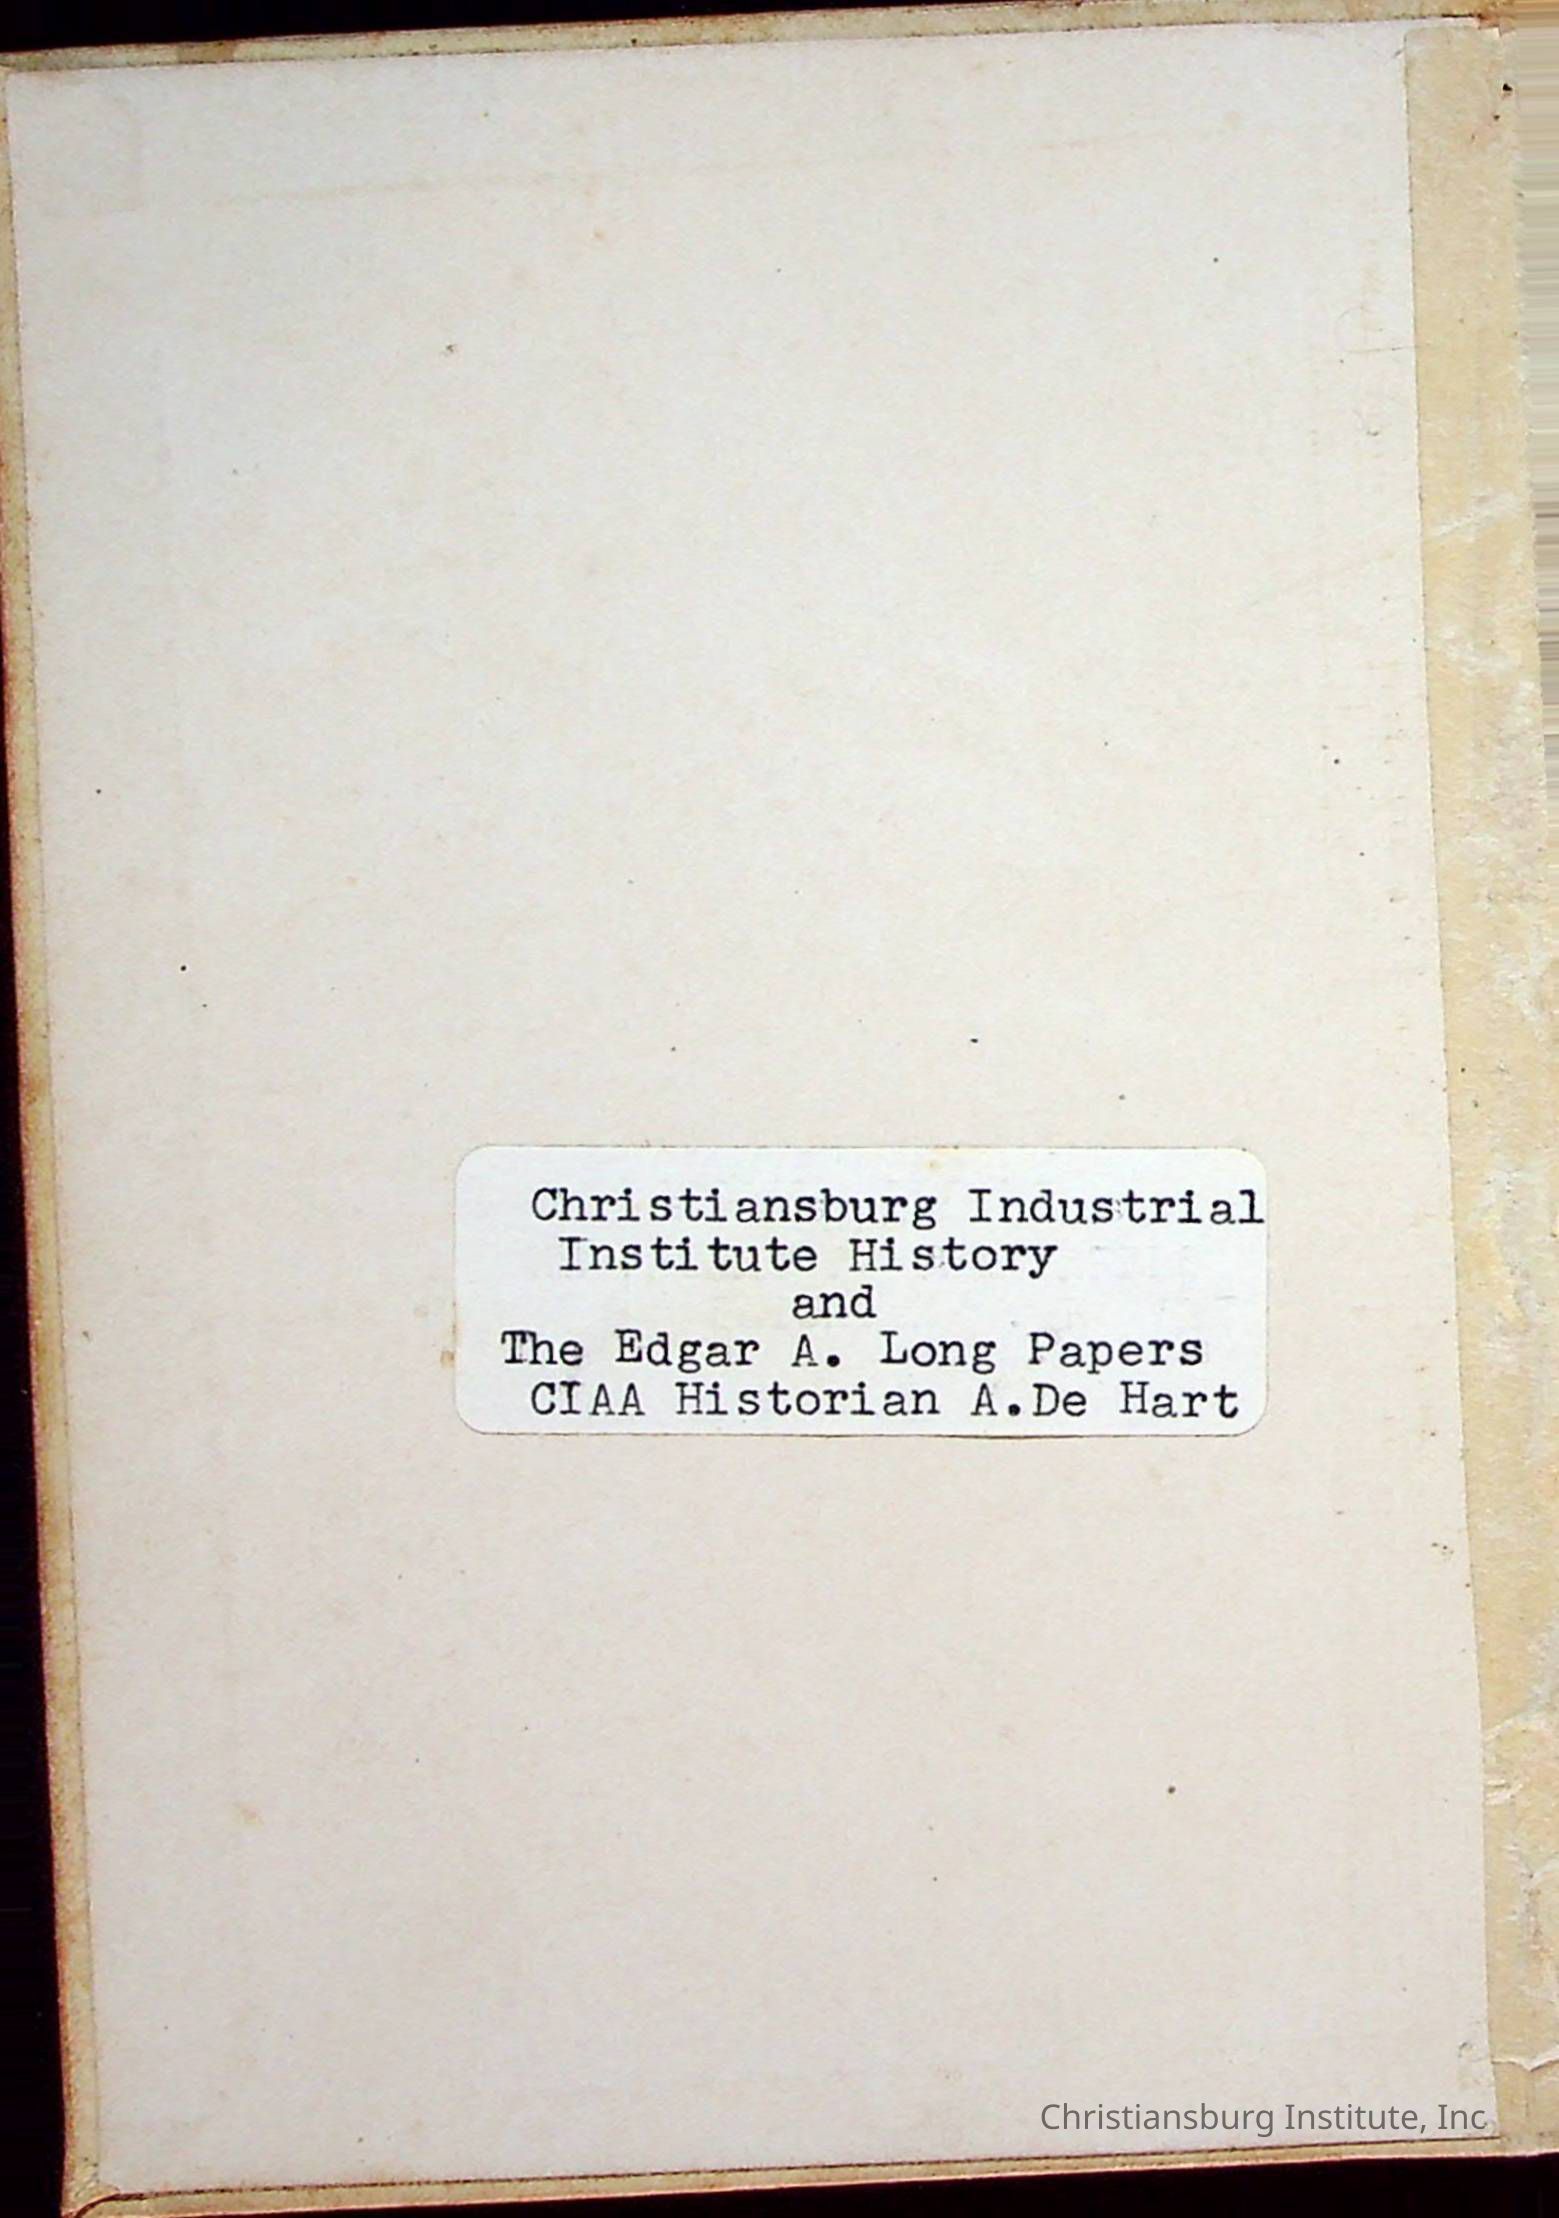 Christiansburg Industrial
Institute History
and
The Edgar A. Long Papers
CIAA Historian A.De Hart
Christiansburg Institute, Inc